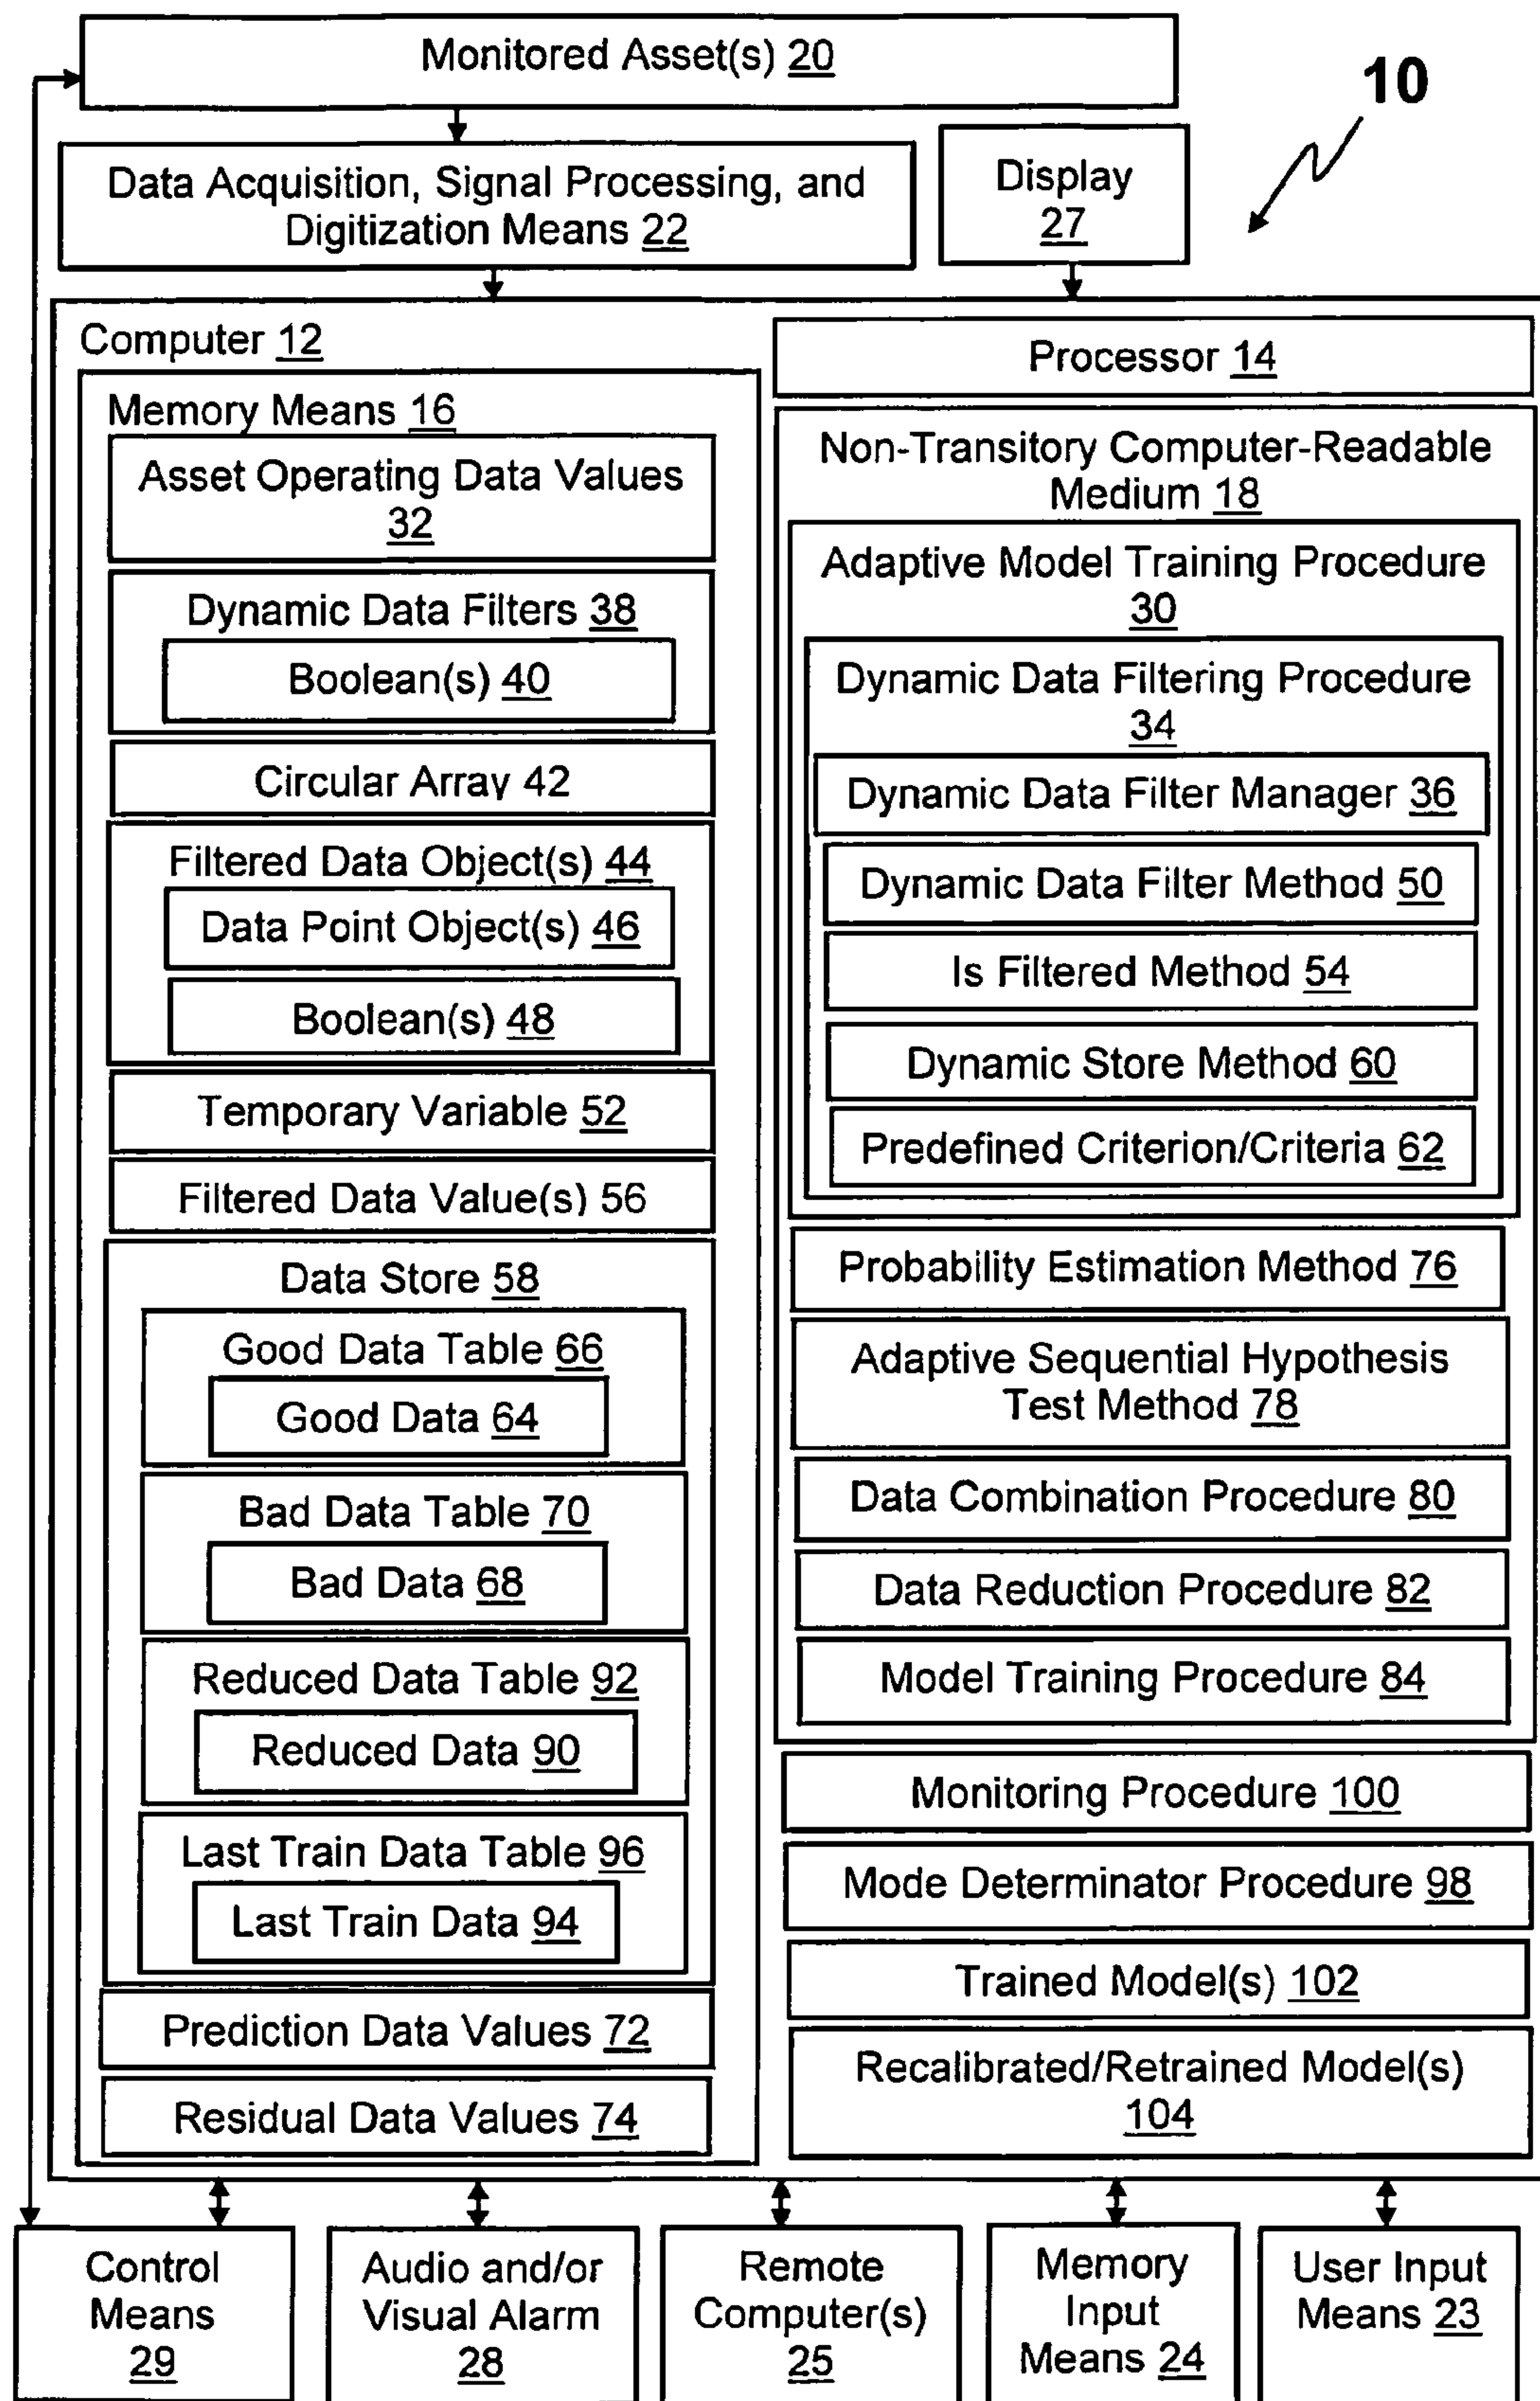 Monitored Asset(s) 20
10
Data Acquisition, Signal Processing, and
Digitization Means 22
Display
27
Computer 12
Memory Means 16
Asset Operating Data Values
32
Dynamic Data Filters 38
Boolean(s) 40
Circular Array 42
Filtered Data Object(s) 44
Data Point Object(s) 46
Boolean(s) 48
Temporary Variable 52
Filtered Data Value(s) 56
Data Store 58
Good Data Table 66
Good Data 64
Bad Data Table 70
Bad Data 68
Reduced Data Table 92
Reduced Data 90
Last Train Data Table 96
Last Train Data 94
Prediction Data Values 72
Residual Data Values 74
Processor 14
Non-Transitory Computer-Readable
Medium 18
Adaptive Model Training Procedure
30
Dynamic Data Filtering Procedure
34
Dynamic Data Filter Manager 36
Dynamic Data Filter Method 50
Is Filtered Method 54
Dynamic Store Method 60
Predefined Criterion/Criteria 62
Probability Estimation Method 76
Adaptive Sequential Hypothesis
Test Method 78
Data Combination Procedure 80
Data Reduction Procedure 82
Model Training Procedure 84
Monitoring Procedure 100
Mode Determinator Procedure 98
Trained Model(s) 102
Recalibrated/Retrained Model(s)
104
Control
Means
29
Audio and/or
Visual Alarm
28
Remote
Computer(s)
25
Memory
Input
Means 24
User Input
Means 23